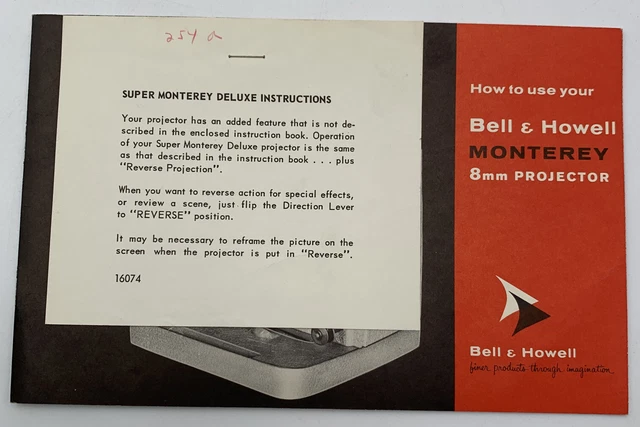 254 a
SUPER MONTEREY DELUXE INSTRUCTIONS
Your projector has an added feature that is not de-
scribed in the enclosed instruction book. Operation
of your Super Monterey Deluxe projector is the same
as that described in the instruction book . . . plus
"Reverse Projection".
When you want to reverse action for special effects,
or review a scene, just flip the Direction Lever
to "REVERSE" position.
It may be necessary to reframe the picture on the
screen when the projector is put in "Reverse".
16074
How to use your
Bell & Howell
MONTEREY
8mm PROJECTOR
Bell & Howell
finer products through imagination